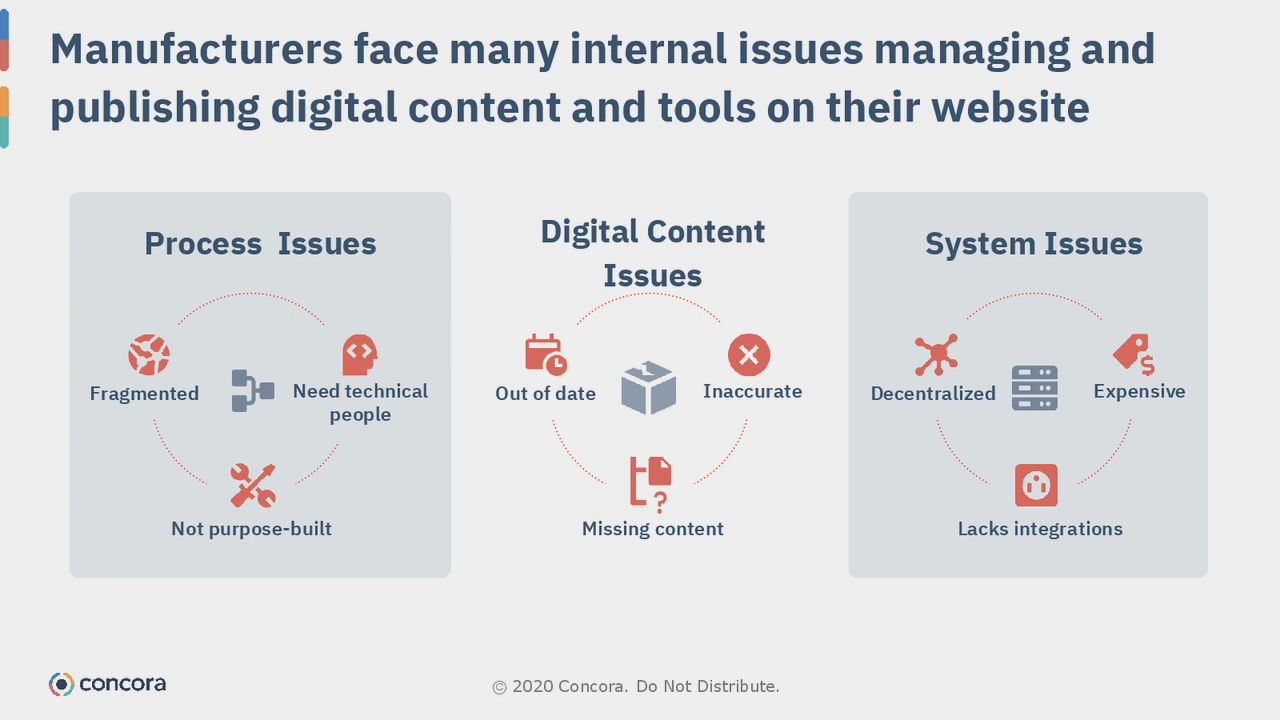 Manufacturers face many internal issues managing and
publishing digital content and tools on their website
Process Issues
Fragmented
Need technical
people
Not purpose-built
Digital Content
Issues
Out of date
Inaccurate
?
Missing content
System Issues
Decentralized
$
Expensive
Lacks integrations
concora
© 2020 Concora. Do Not Distribute.